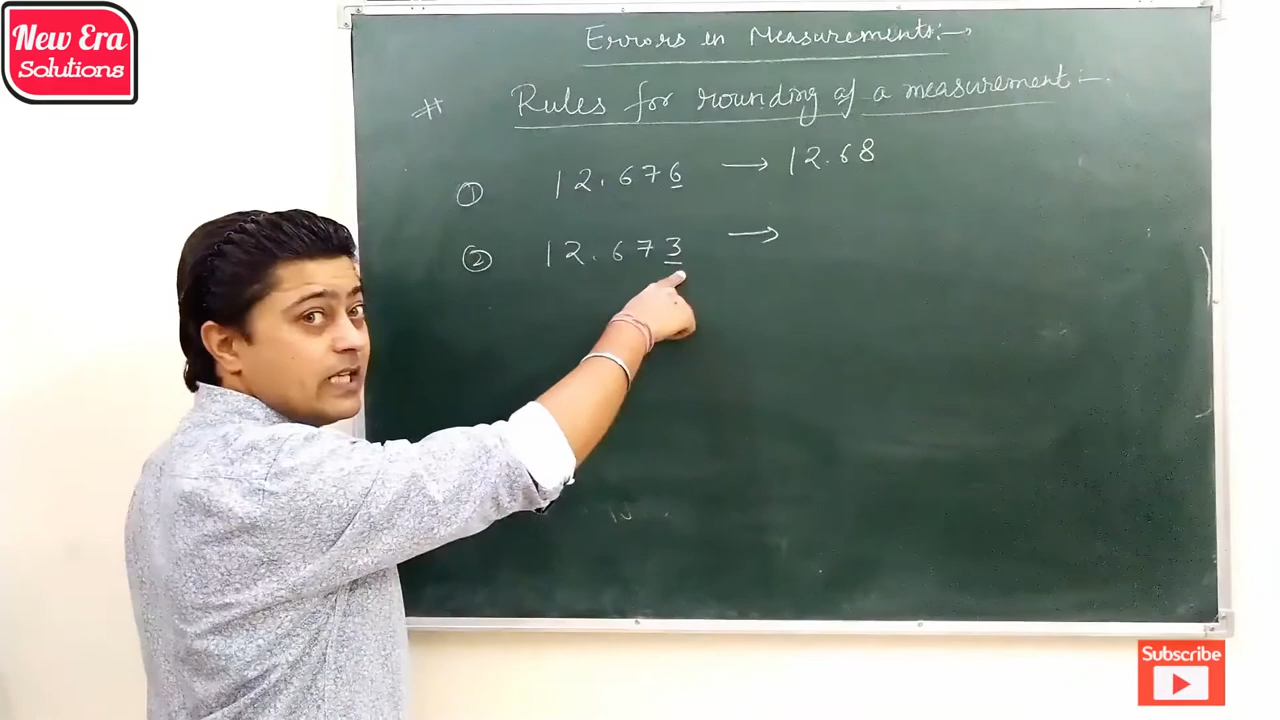 New Era
Solutions
Errors in Measurements:→
# Rules for rounding of a measurement:-
① 12.676 → 12.68
② 12.673 →
Subscribe